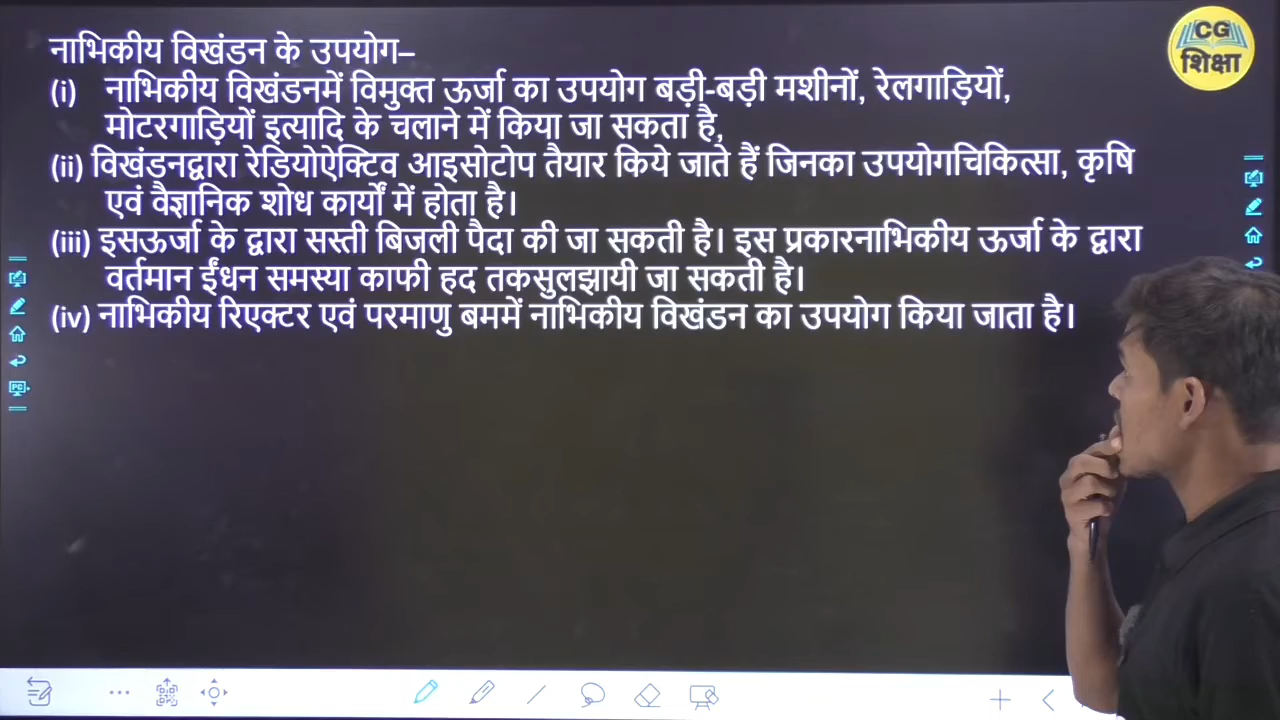 नाभिकीय विखंडन के उपयोग–
(i) नाभिकीय विखंडनमें विमुक्त ऊर्जा का उपयोग बड़ी-बड़ी मशीनों, रेलगाड़ियों,
मोटरगाड़ियों इत्यादि के चलाने में किया जा सकता है,
(ii) विखंडनद्वारा रेडियोऐक्टिव आइसोटोप तैयार किये जाते हैं जिनका उपयोगचिकित्सा, कृषि
एवं वैज्ञानिक शोध कार्यों में होता है।
(iii) इसऊर्जा के द्वारा सस्ती बिजली पैदा की जा सकती है। इस प्रकारनाभिकीय ऊर्जा के द्वारा
वर्तमान ईंधन समस्या काफी हद तकसुलझायी जा सकती है।
(iv) नाभिकीय रिएक्टर एवं परमाणु बममें नाभिकीय विखंडन का उपयोग किया जाता है।
CG
शिक्षा
PC